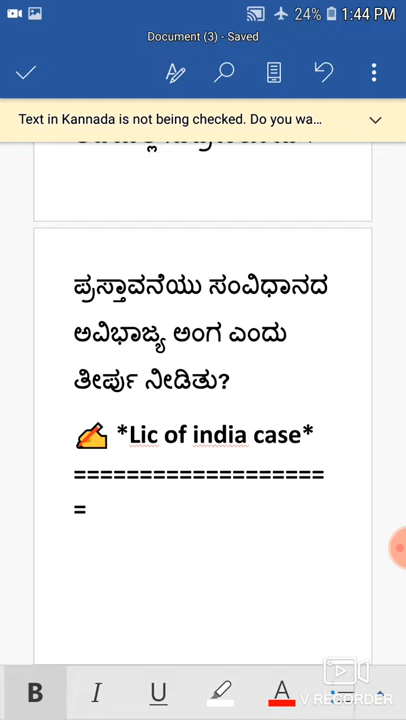 24% 1:44 PM
Document (3) - Saved
Text in Kannada is not being checked. Do you wa...
ಪ್ರಸ್ತಾವನೆಯು ಸಂವಿಧಾನದ
ಅವಿಭಾಜ್ಯ ಅಂಗ ಎಂದು
ತೀರ್ಪು ನೀಡಿತು?
✍ *Lic of india case*
===================
=
B I U A
V RECORDER